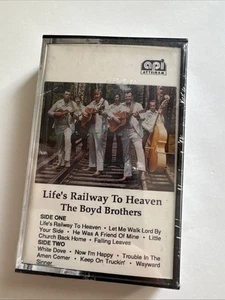 api
ATTEIRAM
Life's Railway To Heaven
The Boyd Brothers
SIDE ONE
Life's Railway To Heaven • Let Me Walk Lord By
Your Side • He Was A Friend Of Mine • Little
Church Back Home • Falling Leaves
SIDE TWO
White Dove • Now I'm Happy • Trouble In The
Amen Corner • Keep On Truckin' • Wayward
Sinner